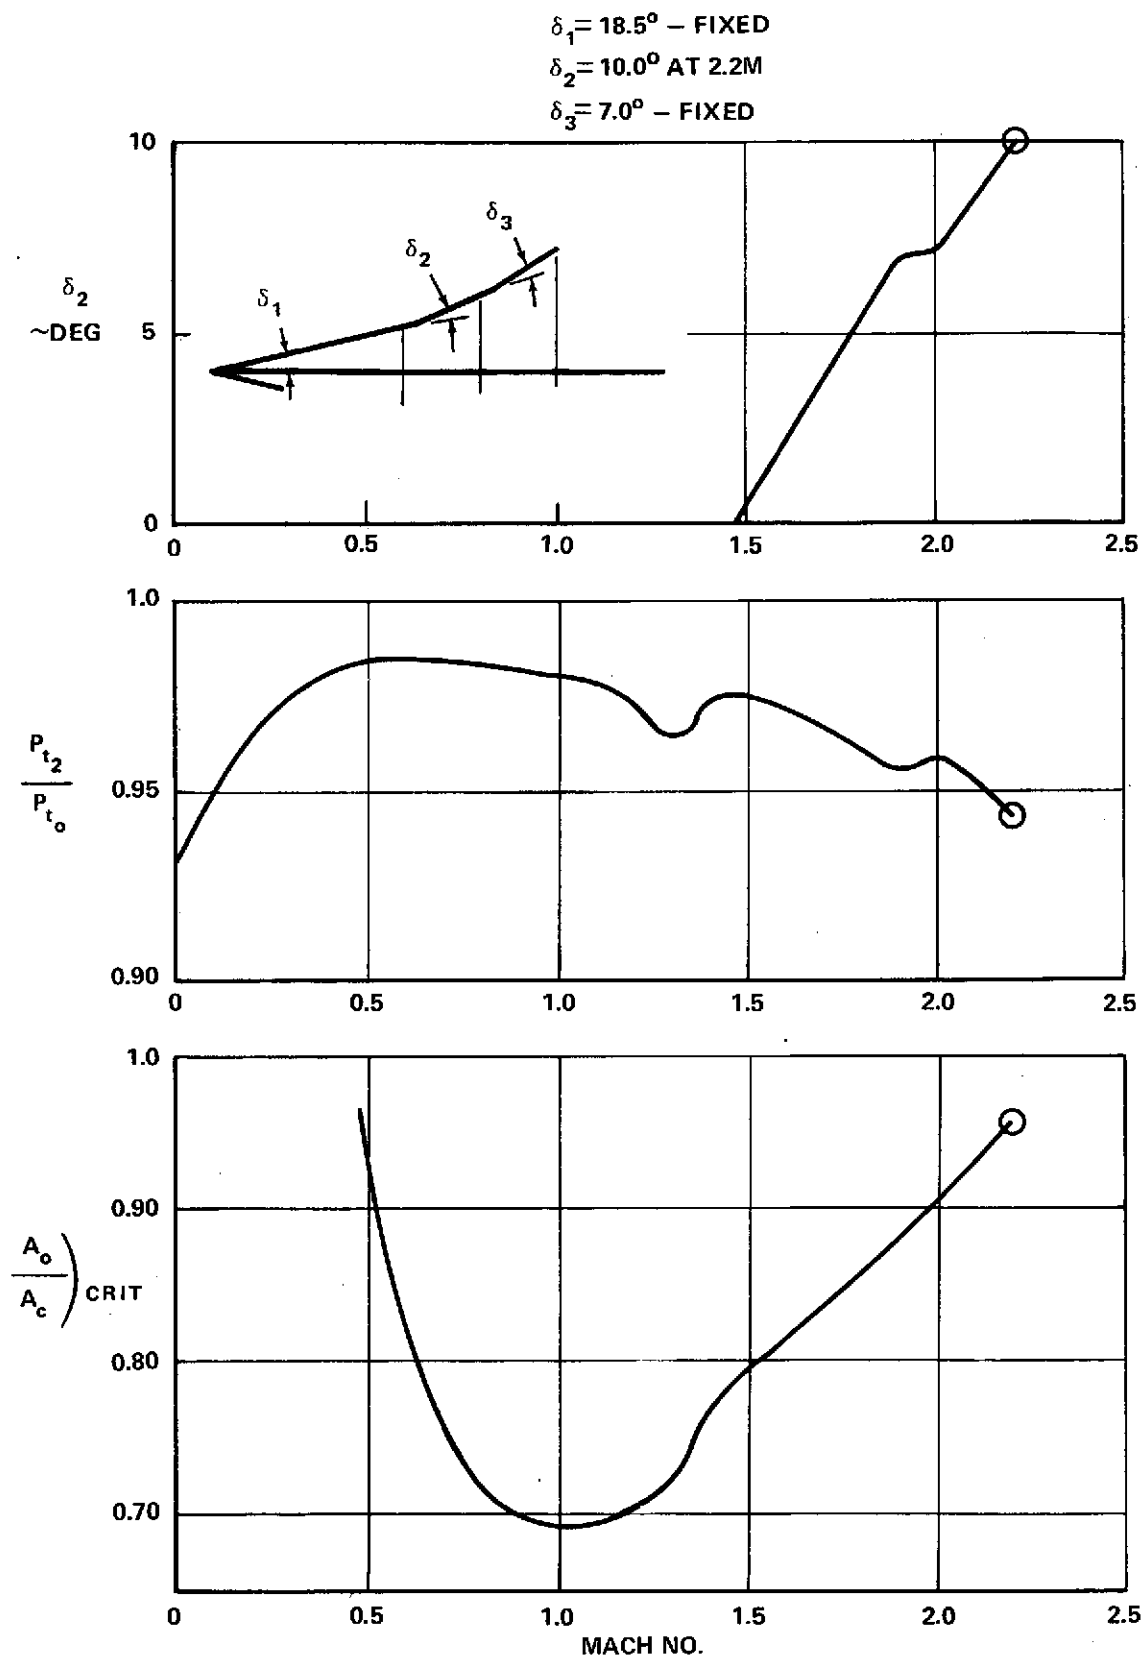 δ₁= 18.5° – FIXED
δ₂= 10.0° AT 2.2M
δ₃= 7.0° – FIXED
10
δ₂
~DEG
5
0
δ₁
δ₂
δ₃
0 0.5 1.0 1.5 2.0 2.5
1.0
Pt₂
Pt₀
0.95
0.90
0 0.5 1.0 1.5 2.0 2.5
1.0
0.90
A₀
A_c
) CRIT
0.80
0.70
0 0.5 1.0 1.5 2.0 2.5
MACH NO.